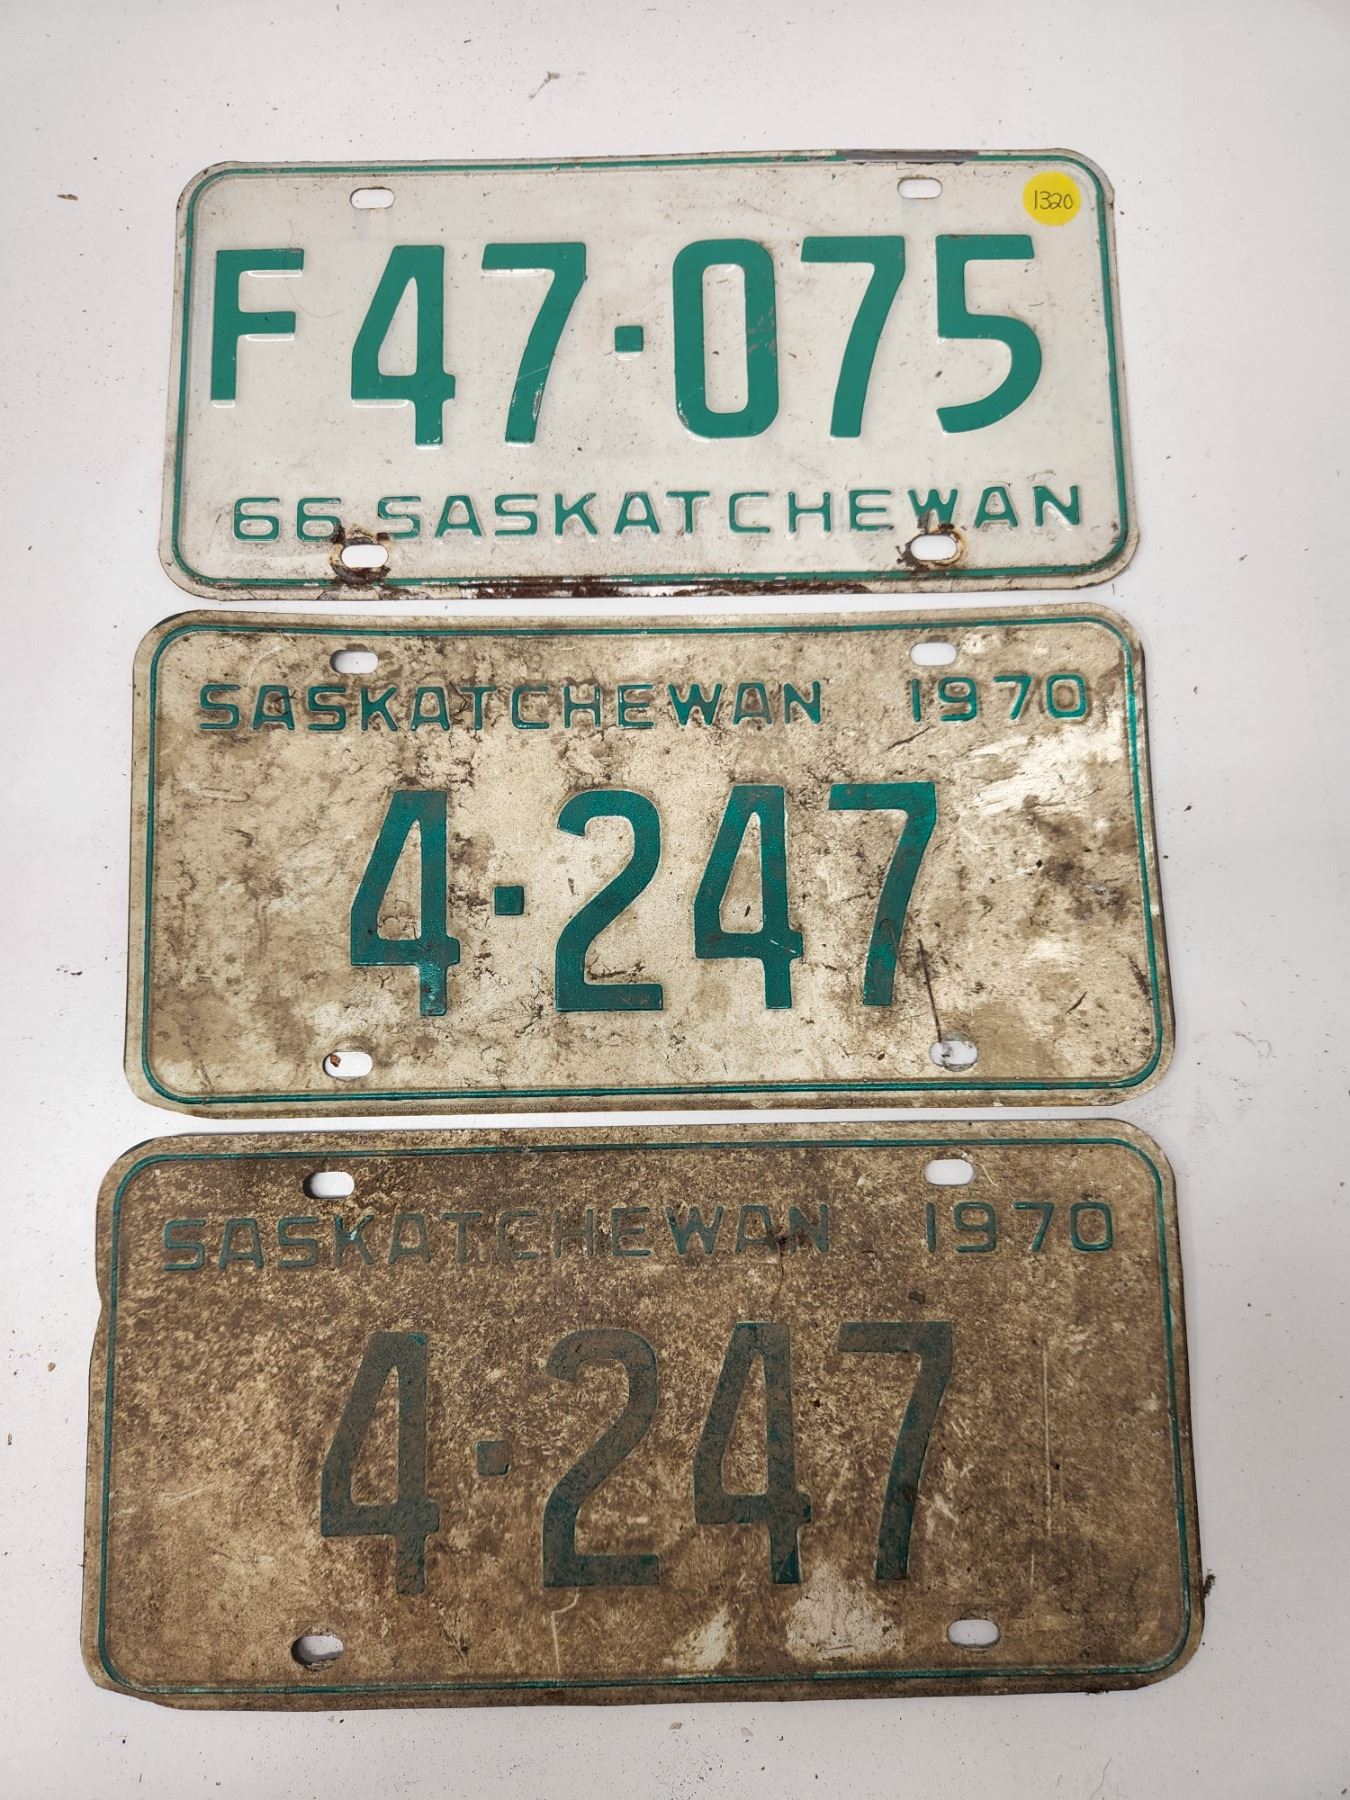 1320
F47·075
66 SASKATCHEWAN
SASKATCHEWAN 1970
4·247
SASKATCHEWAN 1970
4·247